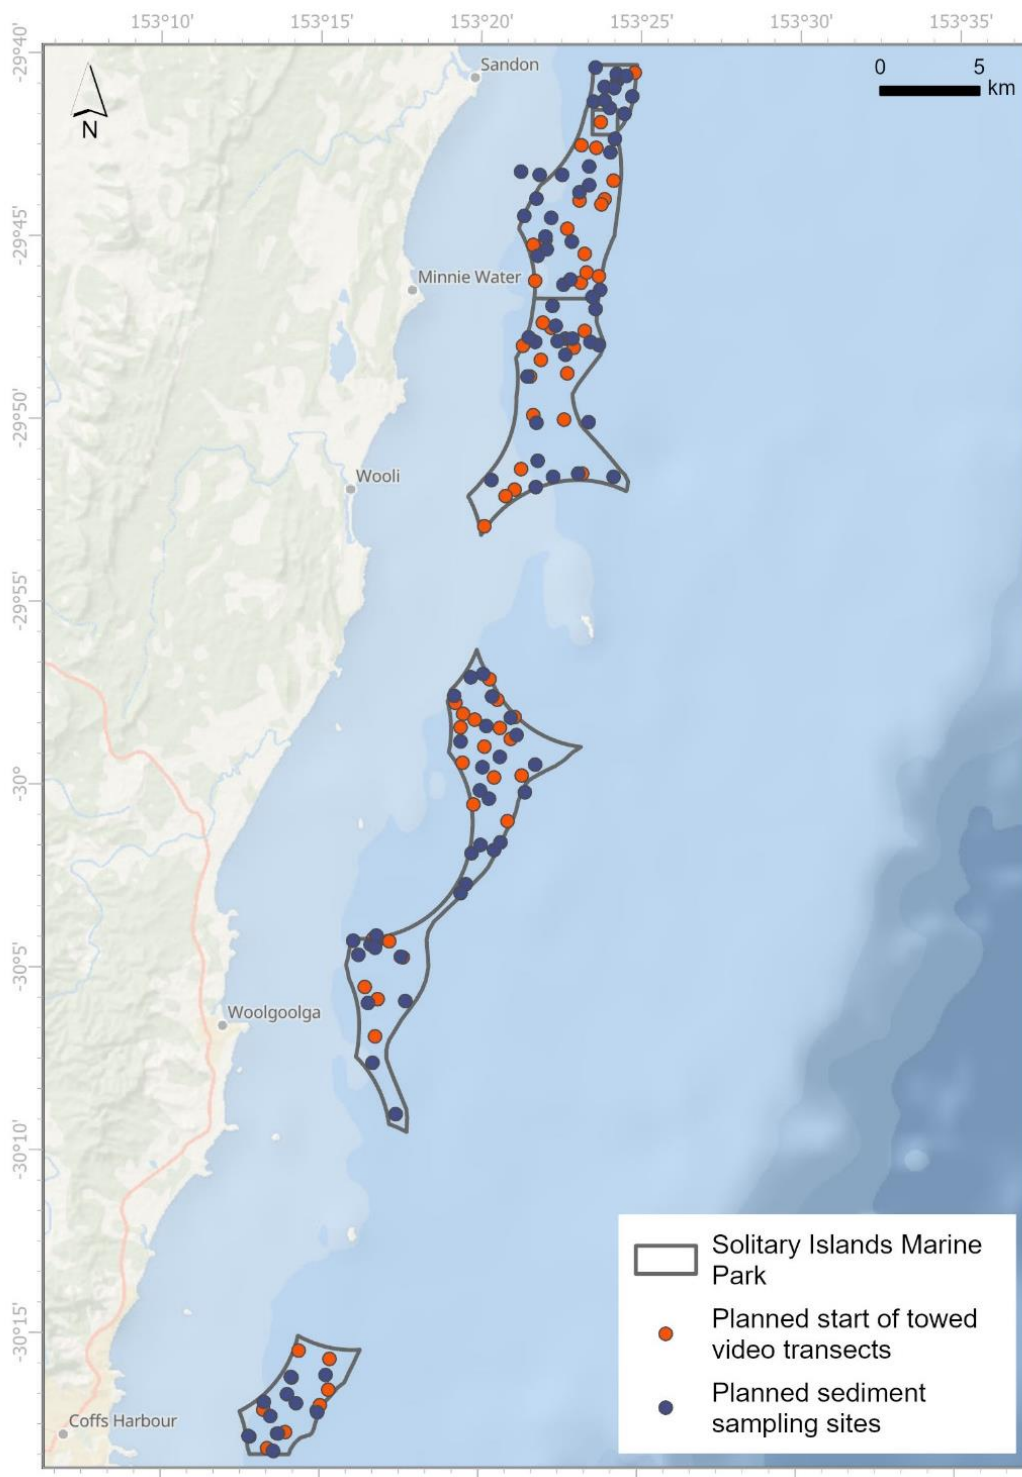 153°10' 153°15' 153°20' 153°25' 153°30' 153°35'
-29°40'
-29°45'
-29°50'
-29°55'
-30°
-30°5'
-30°10'
-30°15'
N
0 5
km
Sandon
Minnie Water
Wooli
Woolgoolga
Coffs Harbour
Solitary Islands Marine
Park
Planned start of towed
video transects
Planned sediment
sampling sites